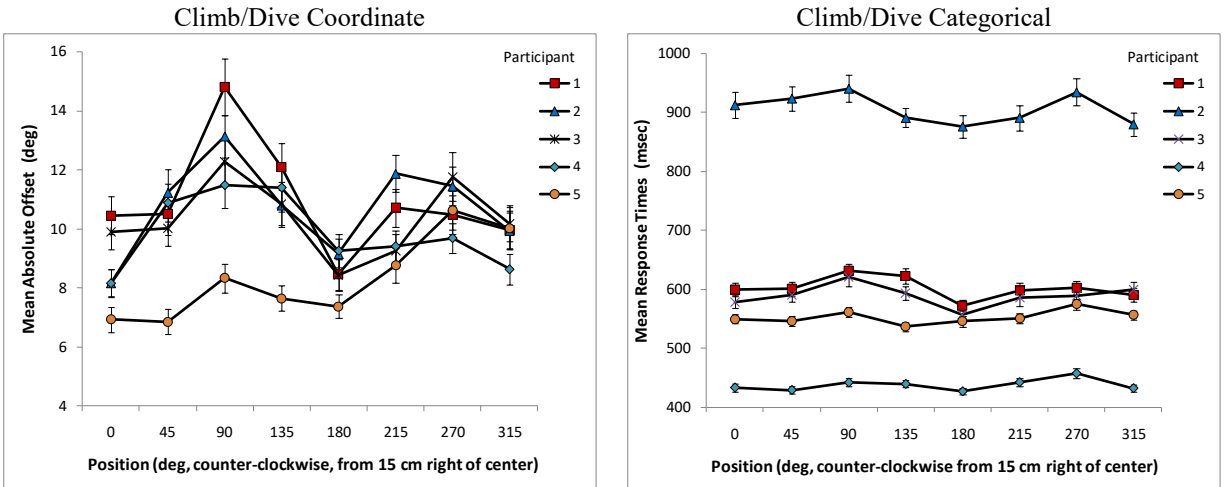 Climb/Dive Coordinate
16
14
12
10
8
6
4
Mean Absolute Offset (deg)
0 45 90 135 180 215 270 315
Position (deg, counter-clockwise, from 15 cm right of center)
Participant
1
2
3
4
5
Climb/Dive Categorical
1000
900
800
700
600
500
400
Mean Response Times (msec)
0 45 90 135 180 215 270 315
Position (deg, counter-clockwise from 15 cm right of center)
Participant
1
2
3
4
5